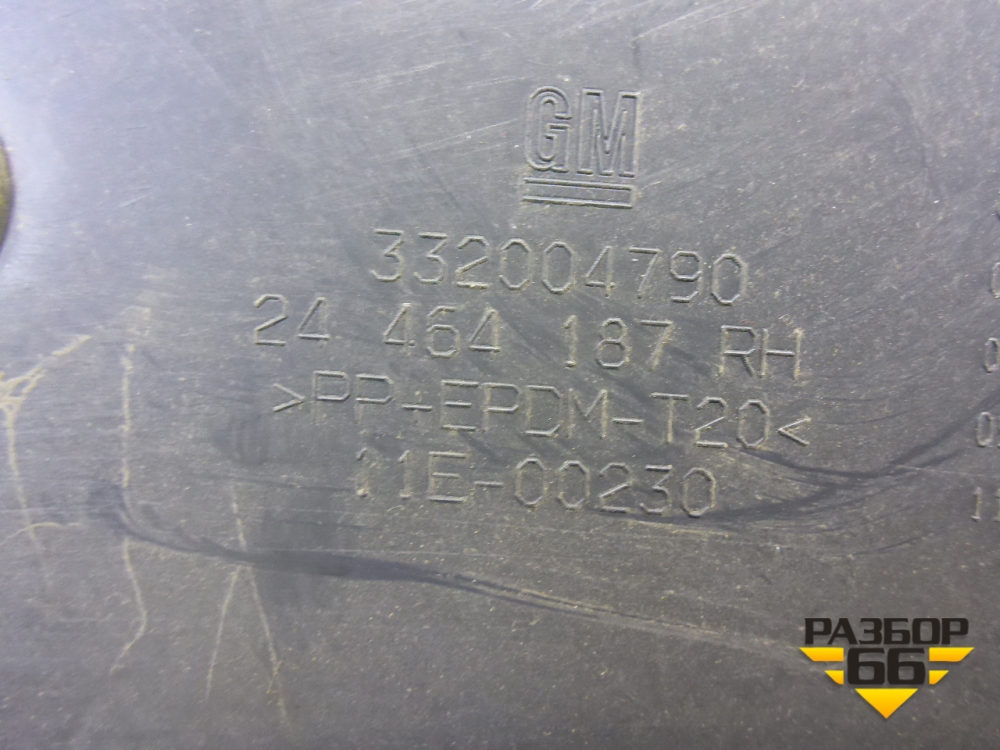 GM
332004790
24 464 187 RH
>PP+EPDM-T20<
11E-00230
РАЗБОР
66